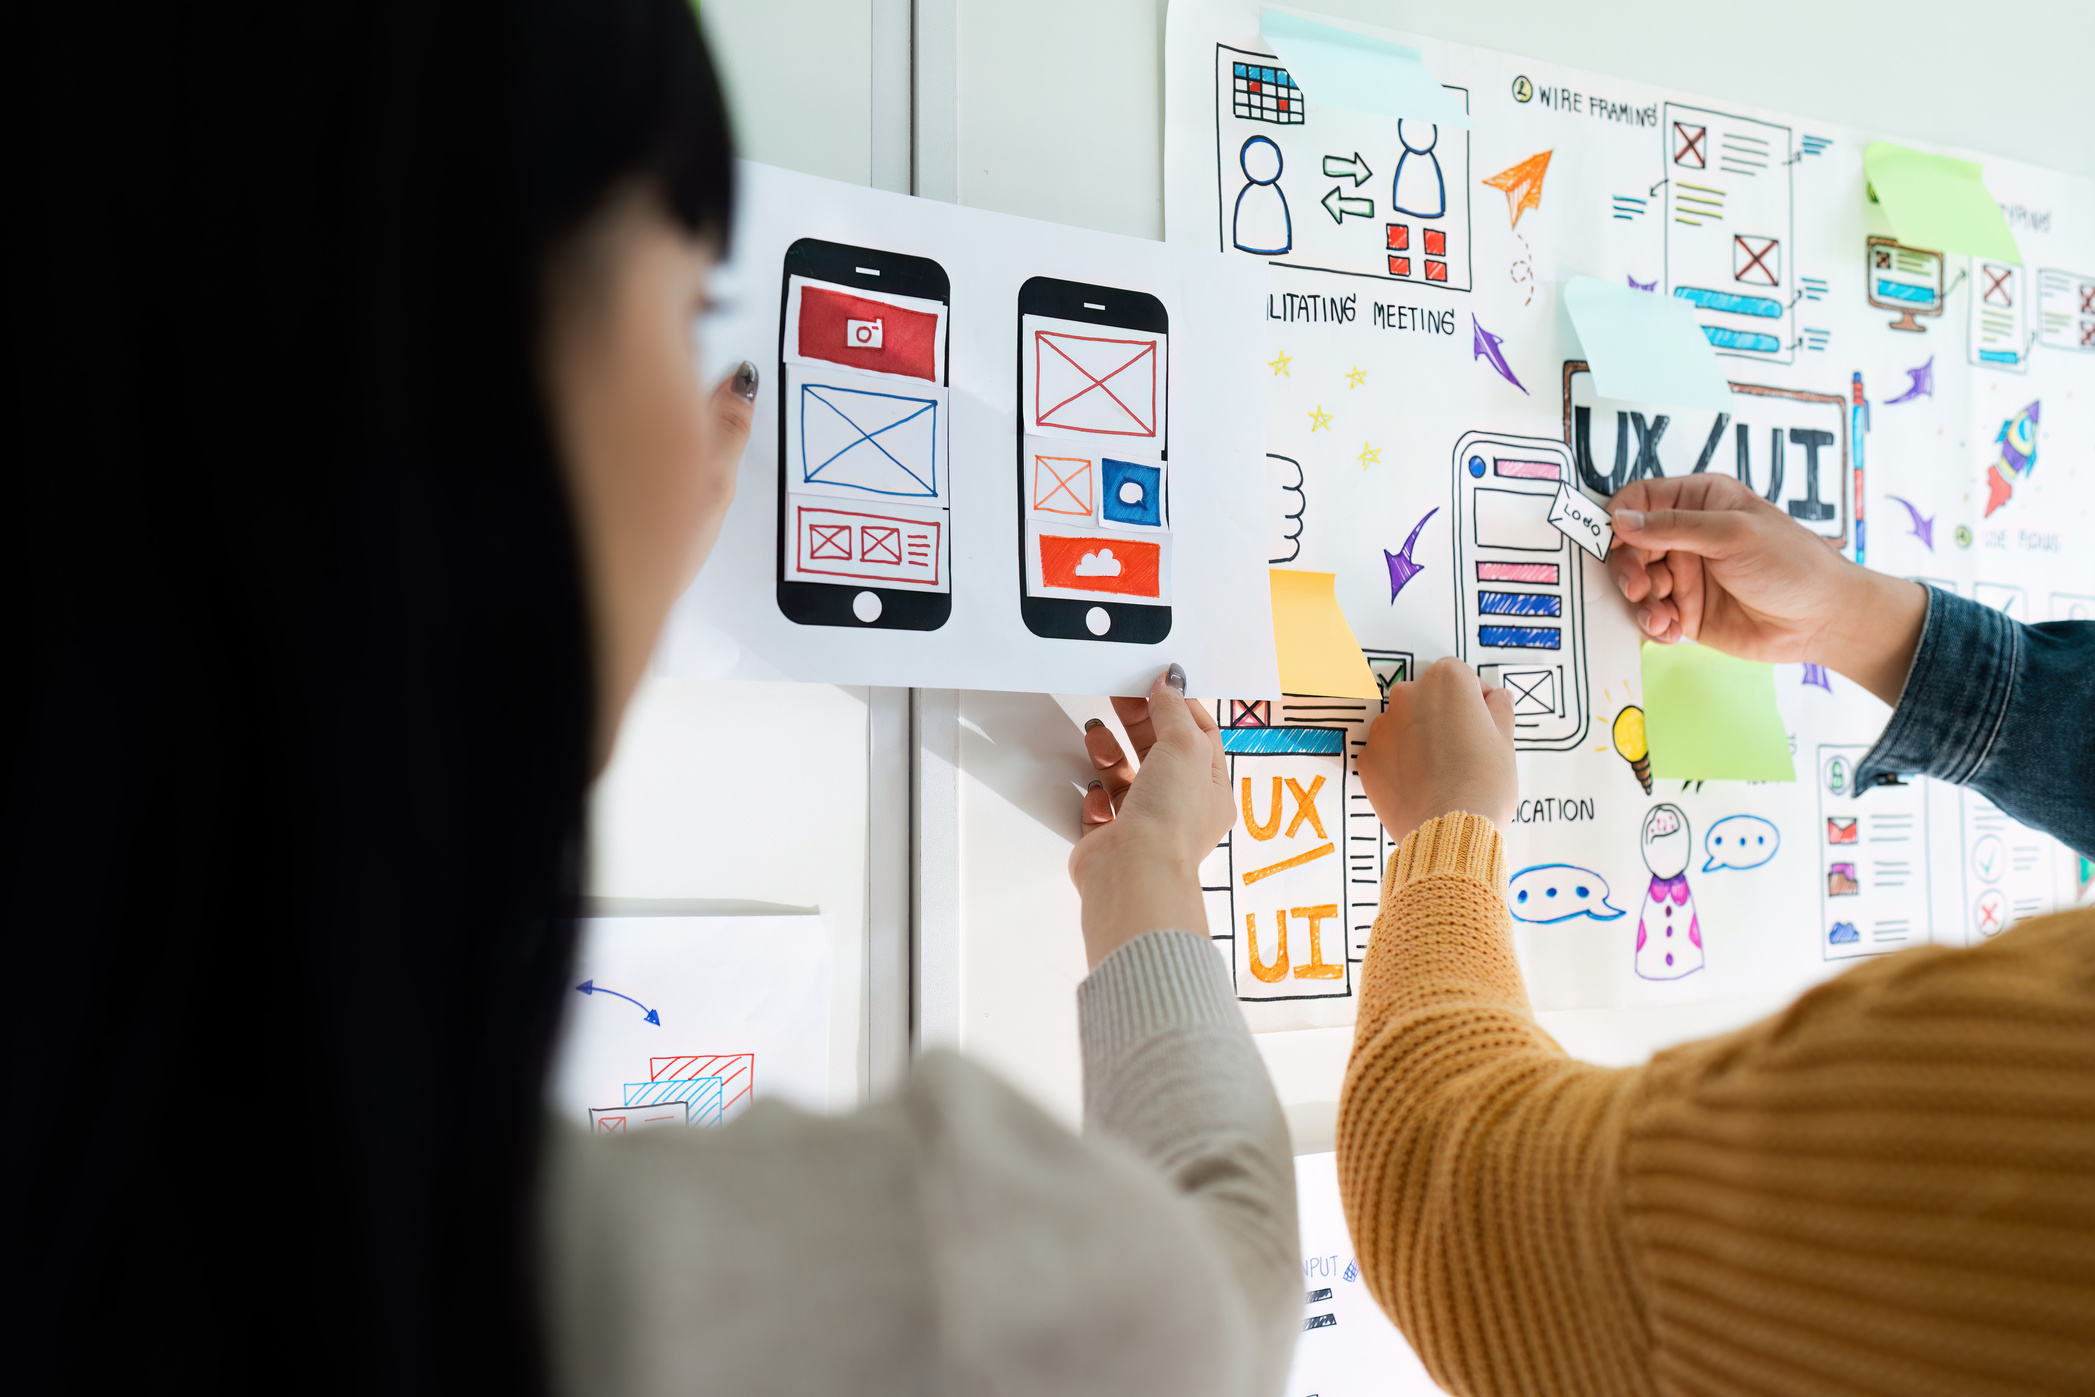 WIRE FRAMING
LITATING MEETING
UX/UI
LOGO
UX
/
UI
ICATION
NPUT